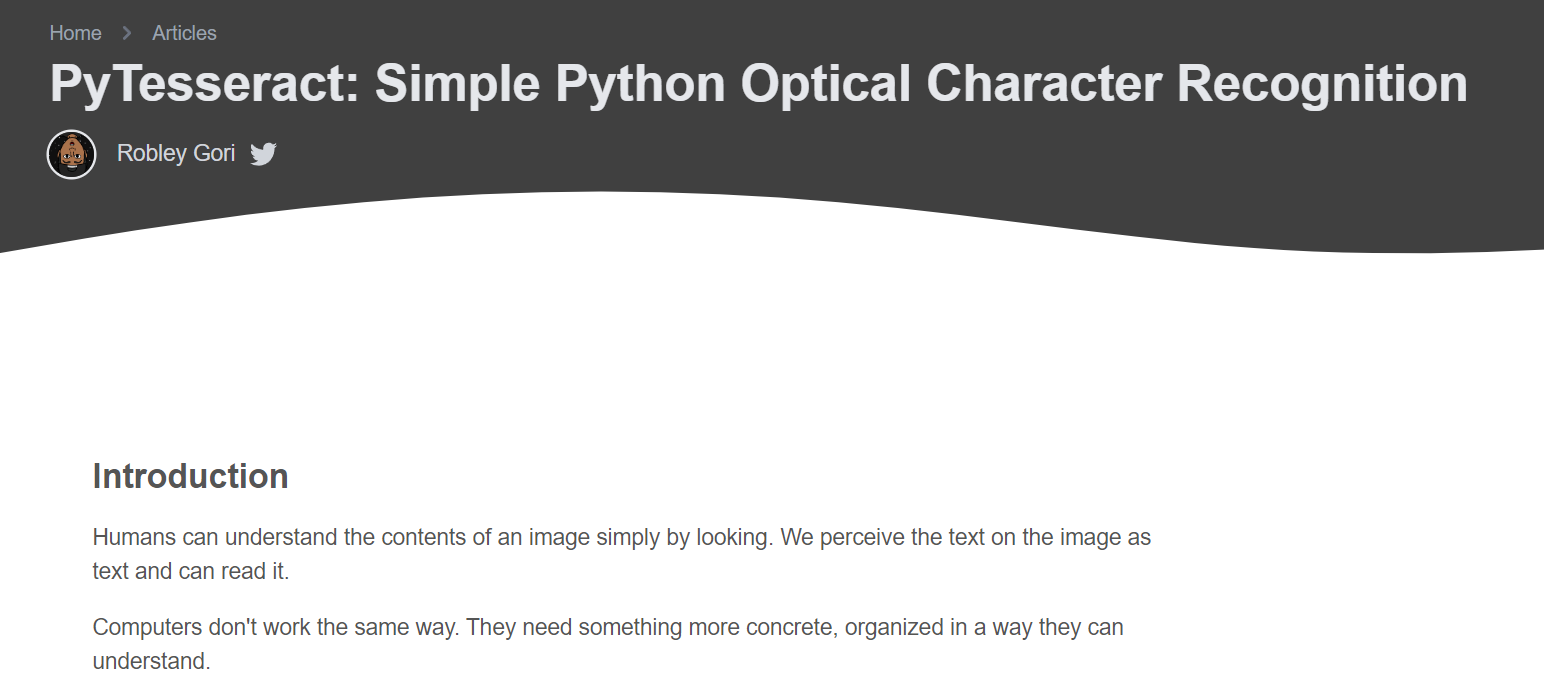 Home > Articles
PyTesseract: Simple Python Optical Character Recognition
Robley Gori
Introduction
Humans can understand the contents of an image simply by looking. We perceive the text on the image as
text and can read it.
Computers don't work the same way. They need something more concrete, organized in a way they can
understand.